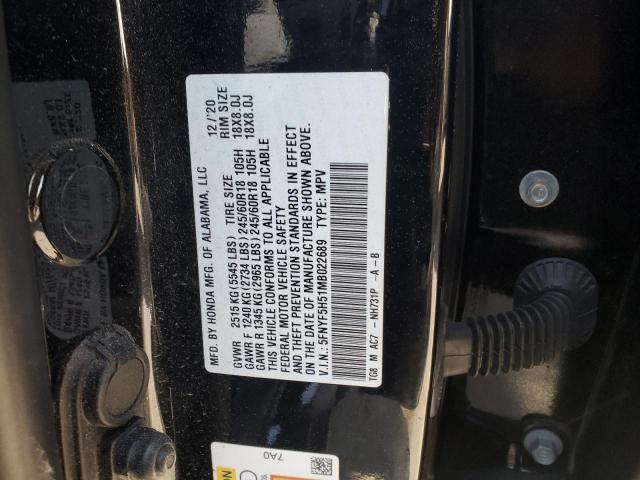 MFD. BY HONDA MFG. OF ALABAMA, LLC 12/'20
GVWR 2515 KG (5545 LBS) TIRE SIZE RIM SIZE
GAWR F 1240 KG (2734 LBS) 245/60R18 105H 18X8.0J
GAWR R 1345 KG (2965 LBS) 245/60R18 105H 18X8.0J
THIS VEHICLE CONFORMS TO ALL APPLICABLE
FEDERAL MOTOR VEHICLE SAFETY
AND THEFT PREVENTION STANDARDS IN EFFECT
ON THE DATE OF MANUFACTURE SHOWN ABOVE.
V.I.N.: 5FNYF5H51MB022689 TYPE: MPV
TG8 M AC7 -NH731P -A-B
7A0